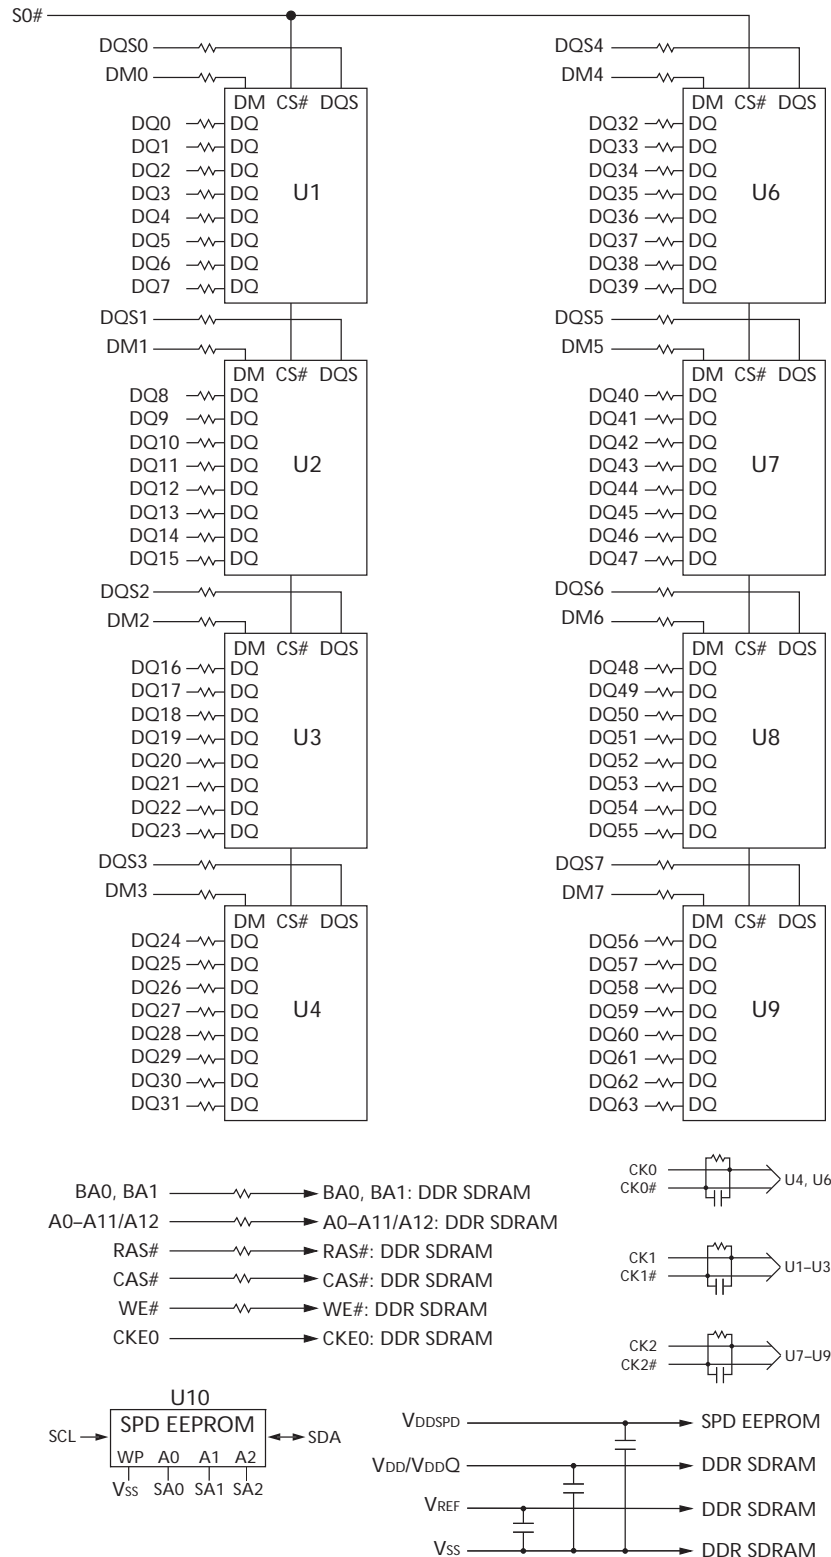 S0#
DQS0
DM0
DM CS# DQS
DQ0 DQ
DQ1 DQ
DQ2 DQ
DQ3 DQ
DQ4 DQ
DQ5 DQ
DQ6 DQ
DQ7 DQ
U1
DQS1
DM1
DM CS# DQS
DQ8 DQ
DQ9 DQ
DQ10 DQ
DQ11 DQ
DQ12 DQ
DQ13 DQ
DQ14 DQ
DQ15 DQ
U2
DQS2
DM2
DM CS# DQS
DQ16 DQ
DQ17 DQ
DQ18 DQ
DQ19 DQ
DQ20 DQ
DQ21 DQ
DQ22 DQ
DQ23 DQ
U3
DQS3
DM3
DM CS# DQS
DQ24 DQ
DQ25 DQ
DQ26 DQ
DQ27 DQ
DQ28 DQ
DQ29 DQ
DQ30 DQ
DQ31 DQ
U4
DQS4
DM4
DM CS# DQS
DQ32 DQ
DQ33 DQ
DQ34 DQ
DQ35 DQ
DQ36 DQ
DQ37 DQ
DQ38 DQ
DQ39 DQ
U6
DQS5
DM5
DM CS# DQS
DQ40 DQ
DQ41 DQ
DQ42 DQ
DQ43 DQ
DQ44 DQ
DQ45 DQ
DQ46 DQ
DQ47 DQ
U7
DQS6
DM6
DM CS# DQS
DQ48 DQ
DQ49 DQ
DQ50 DQ
DQ51 DQ
DQ52 DQ
DQ53 DQ
DQ54 DQ
DQ55 DQ
U8
DQS7
DM7
DM CS# DQS
DQ56 DQ
DQ57 DQ
DQ58 DQ
DQ59 DQ
DQ60 DQ
DQ61 DQ
DQ62 DQ
DQ63 DQ
U9
BA0, BA1 BA0, BA1: DDR SDRAM
A0–A11/A12 A0–A11/A12: DDR SDRAM
RAS# RAS#: DDR SDRAM
CAS# CAS#: DDR SDRAM
WE# WE#: DDR SDRAM
CKE0 CKE0: DDR SDRAM
CK0
CK0#
U4, U6
CK1
CK1#
U1–U3
CK2
CK2#
U7–U9
U10
SPD EEPROM
SCL
SDA
WP A0 A1 A2
VSS SA0 SA1 SA2
VDDSPD SPD EEPROM
VDD/VDDQ DDR SDRAM
VREF DDR SDRAM
VSS DDR SDRAM